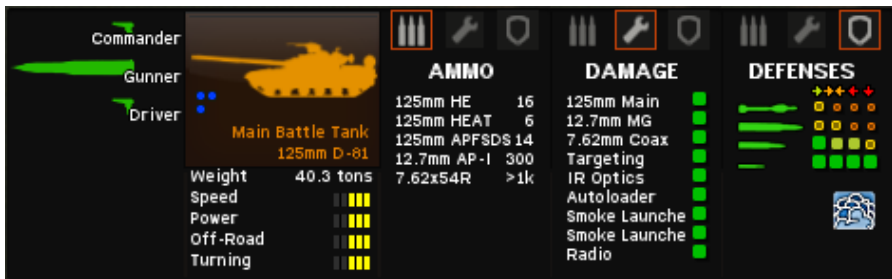 Commander
Gunner
Driver
Main Battle Tank
125mm D-81
Weight 40.3 tons
Speed
Power
Off-Road
Turning
AMMO
125mm HE 16
125mm HEAT 6
125mm APFSDS 14
12.7mm AP-I 300
7.62x54R >1k
DAMAGE
125mm Main
12.7mm MG
7.62mm Coax
Targeting
IR Optics
Autoloader
Smoke Launche
Smoke Launche
Radio
DEFENSES